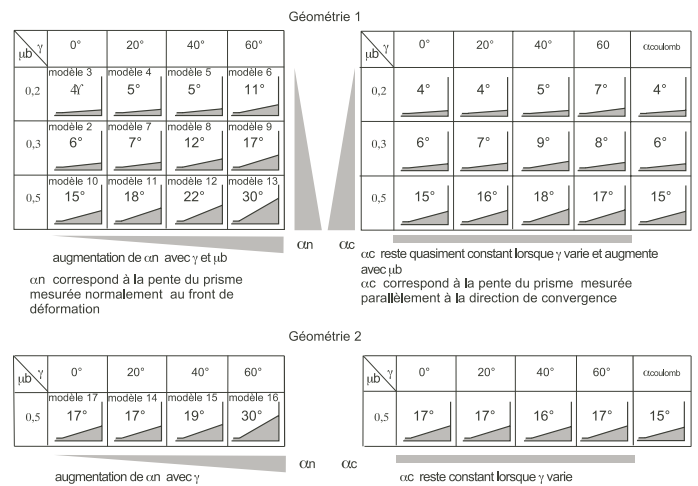 Géométrie 1
μb γ 0° 20° 40° 60°
modèle 3 modèle 4 modèle 5 modèle 6
0,2 4° 5° 5° 11°
modèle 2 modèle 7 modèle 8 modèle 9
0,3 6° 7° 12° 17°
modèle 10 modèle 11 modèle 12 modèle 13
0,5 15° 18° 22° 30°
augmentation de αn avec γ et μb
αn correspond à la pente du prisme
mesurée normalement au front de
déformation
αn αc
μb γ 0° 20° 40° 60 αcoulomb
0,2 4° 4° 5° 7° 4°
0,3 6° 7° 9° 8° 6°
0,5 15° 16° 18° 17° 15°
αc reste quasiment constant lorsque γ varie et augmente
avec μb
αc correspond à la pente du prisme mesurée
parallèlement à la direction de convergence
Géométrie 2
μb γ 0° 20° 40° 60°
modèle 17 modèle 14 modèle 15 modèle 16
0,5 17° 17° 19° 30°
augmentation de αn avec γ
αn αc
μb γ 0° 20° 40° 60° αcoulomb
0,5 17° 17° 16° 17° 15°
αc reste constant lorsque γ varie